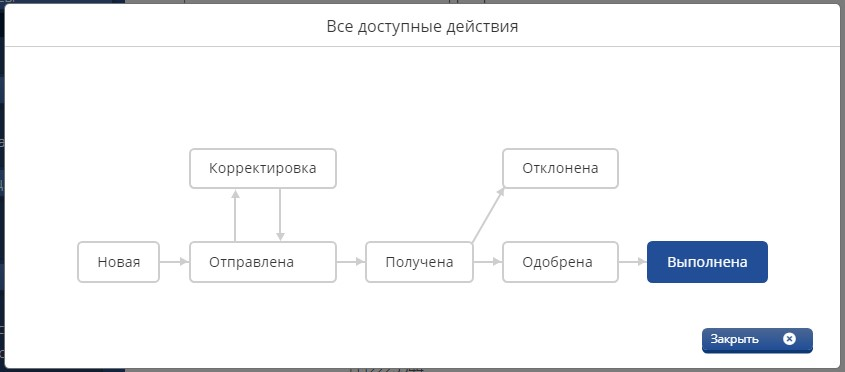 Все доступные действия
Корректировка
Отклонена
Новая
Отправлена
Получена
Одобрена
Выполнена
Закрыть